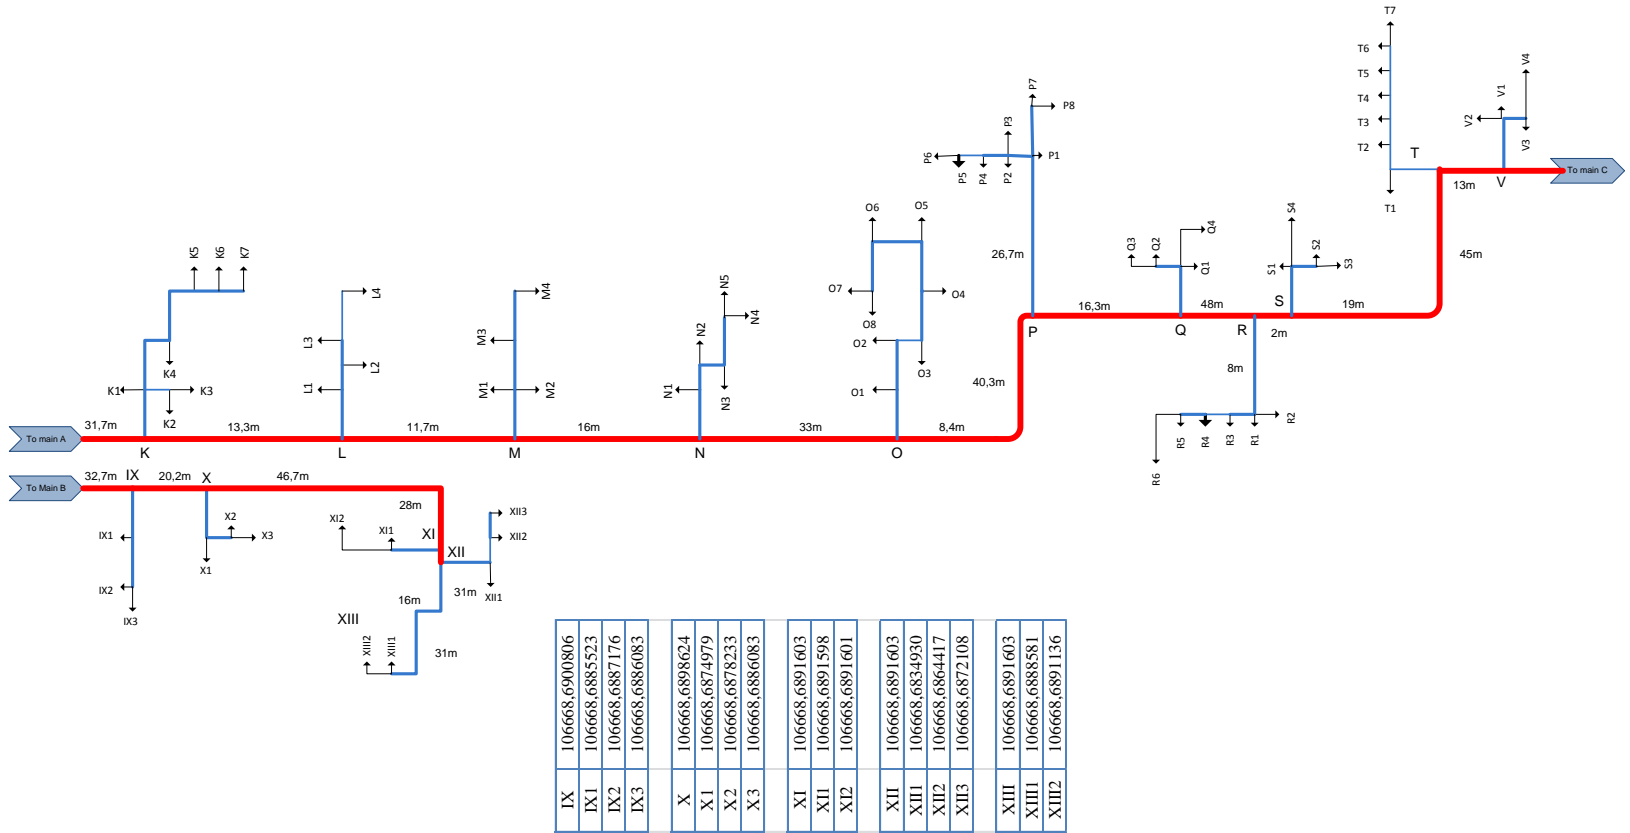 T7
T6
T5
T4
T3
T2
T
T1
V4
V1
V2
V3
To main C
13m
V
45m
P7
P8
P3
P6
P1
P5
P4
P2
26,7m
P
O6
O5
O7
O4
O8
O2
O3
O1
Q4
Q3
Q2
Q1
S4
S2
S1
S3
S
16,3m
48m
19m
Q
R
2m
8m
R2
R5
R4
R3
R1
R6
40,3m
K5
K6
K7
K4
K1
K3
K2
L4
L3
L2
L1
M4
M3
M1
M2
N5
N4
N2
N1
N3
To main A
31,7m
13,3m
11,7m
16m
33m
8,4m
K
L
M
N
O
To Main B
32,7m
IX
20,2m
X
46,7m
28m
IX1
IX2
IX3
X2
X3
X1
XI2
XI1
XI
XII
XII3
XII2
XII1
31m
16m
XIII
XIII2
XIII1
31m
IX 106668,6900806
IX1 106668,6885523
IX2 106668,6887176
IX3 106668,6886083
X 106668,6898624
X1 106668,6874979
X2 106668,6878233
X3 106668,6886083
XI 106668,6891603
XI1 106668,6891598
XI2 106668,6891601
XII 106668,6891603
XII1 106668,6834930
XII2 106668,6864417
XII3 106668,6872108
XIII 106668,6891603
XIII1 106668,6888581
XIII2 106668,6891136